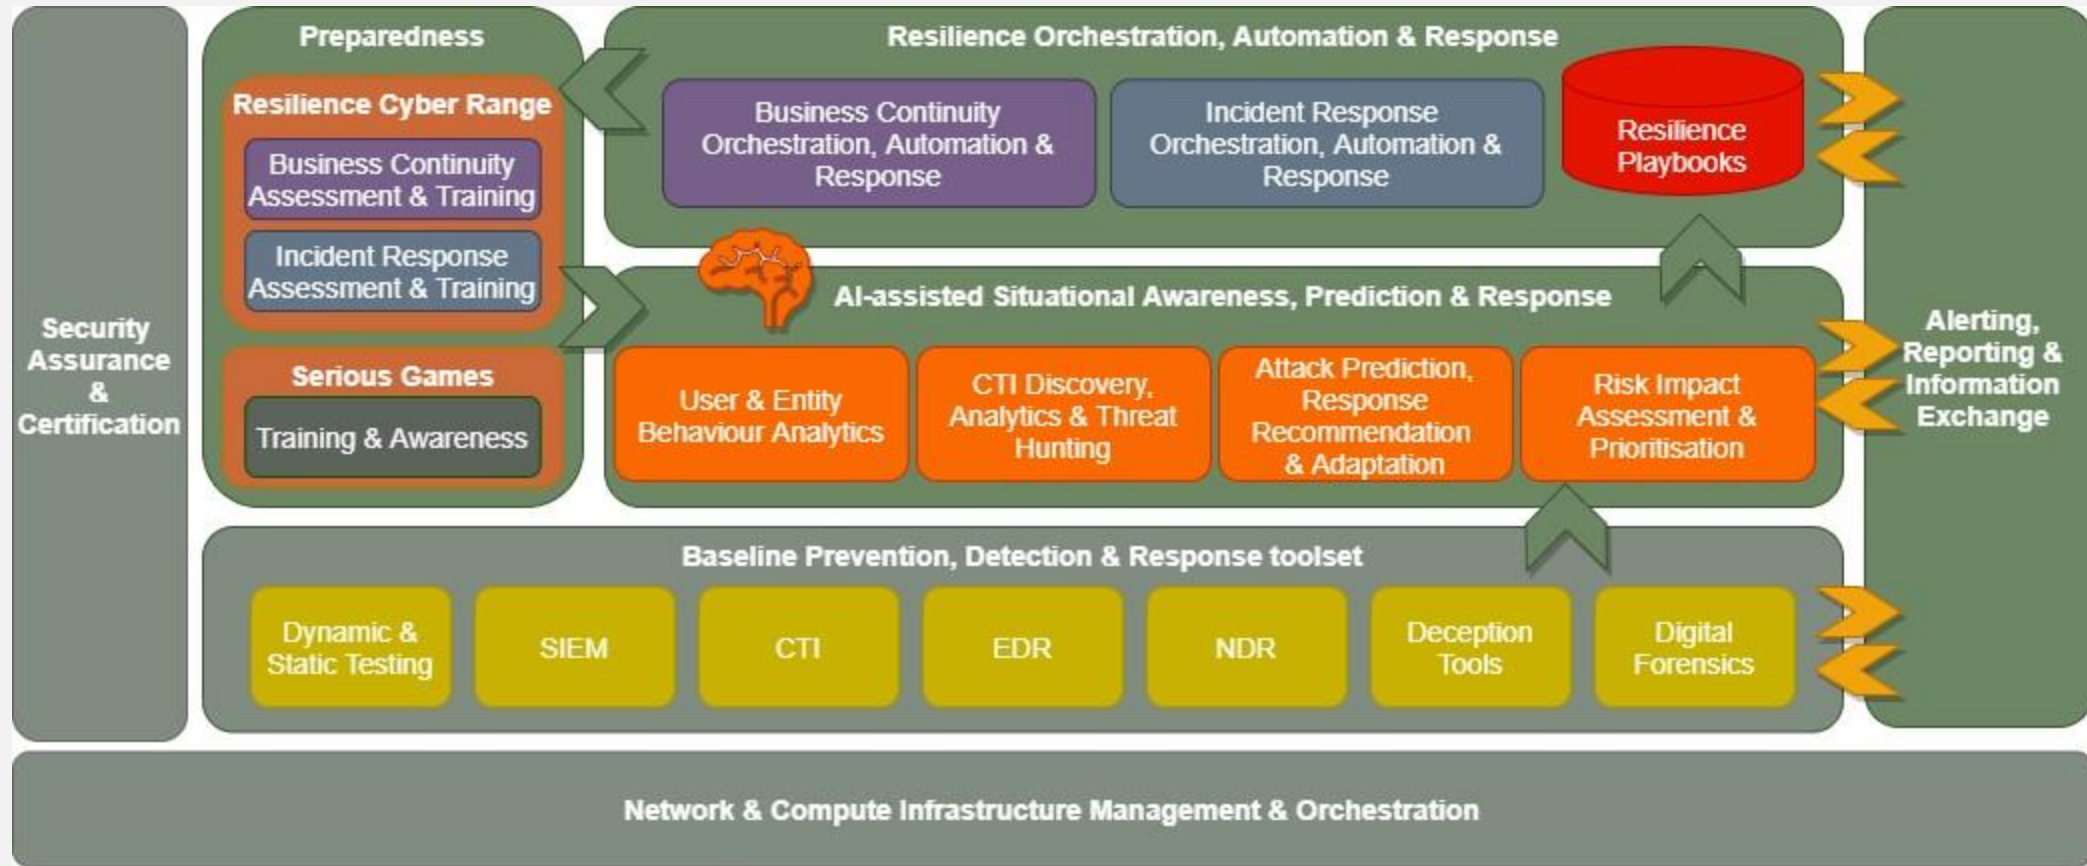 Security
Assurance
&
Certification
Preparedness
Resilience Cyber Range
Business Continuity
Assessment & Training
Incident Response
Assessment & Training
Serious Games
Training & Awareness
Resilience Orchestration, Automation & Response
Business Continuity
Orchestration, Automation &
Response
Incident Response
Orchestration, Automation &
Response
Resilience
Playbooks
AI-assisted Situational Awareness, Prediction & Response
User & Entity
Behaviour Analytics
CTI Discovery,
Analytics & Threat
Hunting
Attack Prediction,
Response
Recommendation
& Adaptation
Risk Impact
Assessment &
Prioritisation
Alerting,
Reporting &
Information
Exchange
Baseline Prevention, Detection & Response toolset
Dynamic &
Static Testing
SIEM
CTI
EDR
NDR
Deception
Tools
Digital
Forensics
Network & Compute Infrastructure Management & Orchestration